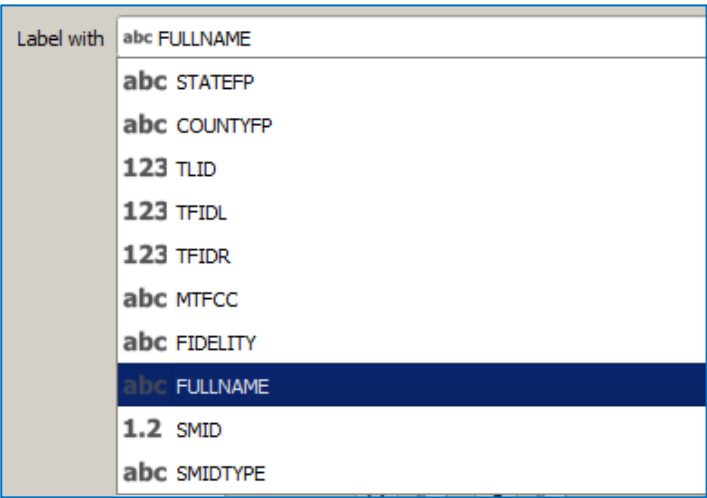 Label with abc FULLNAME
abc STATEFP
abc COUNTYFP
123 TLID
123 TFIDL
123 TFIDR
abc MTFCC
abc FIDELITY
abc FULLNAME
1.2 SMID
abc SMIDTYPE